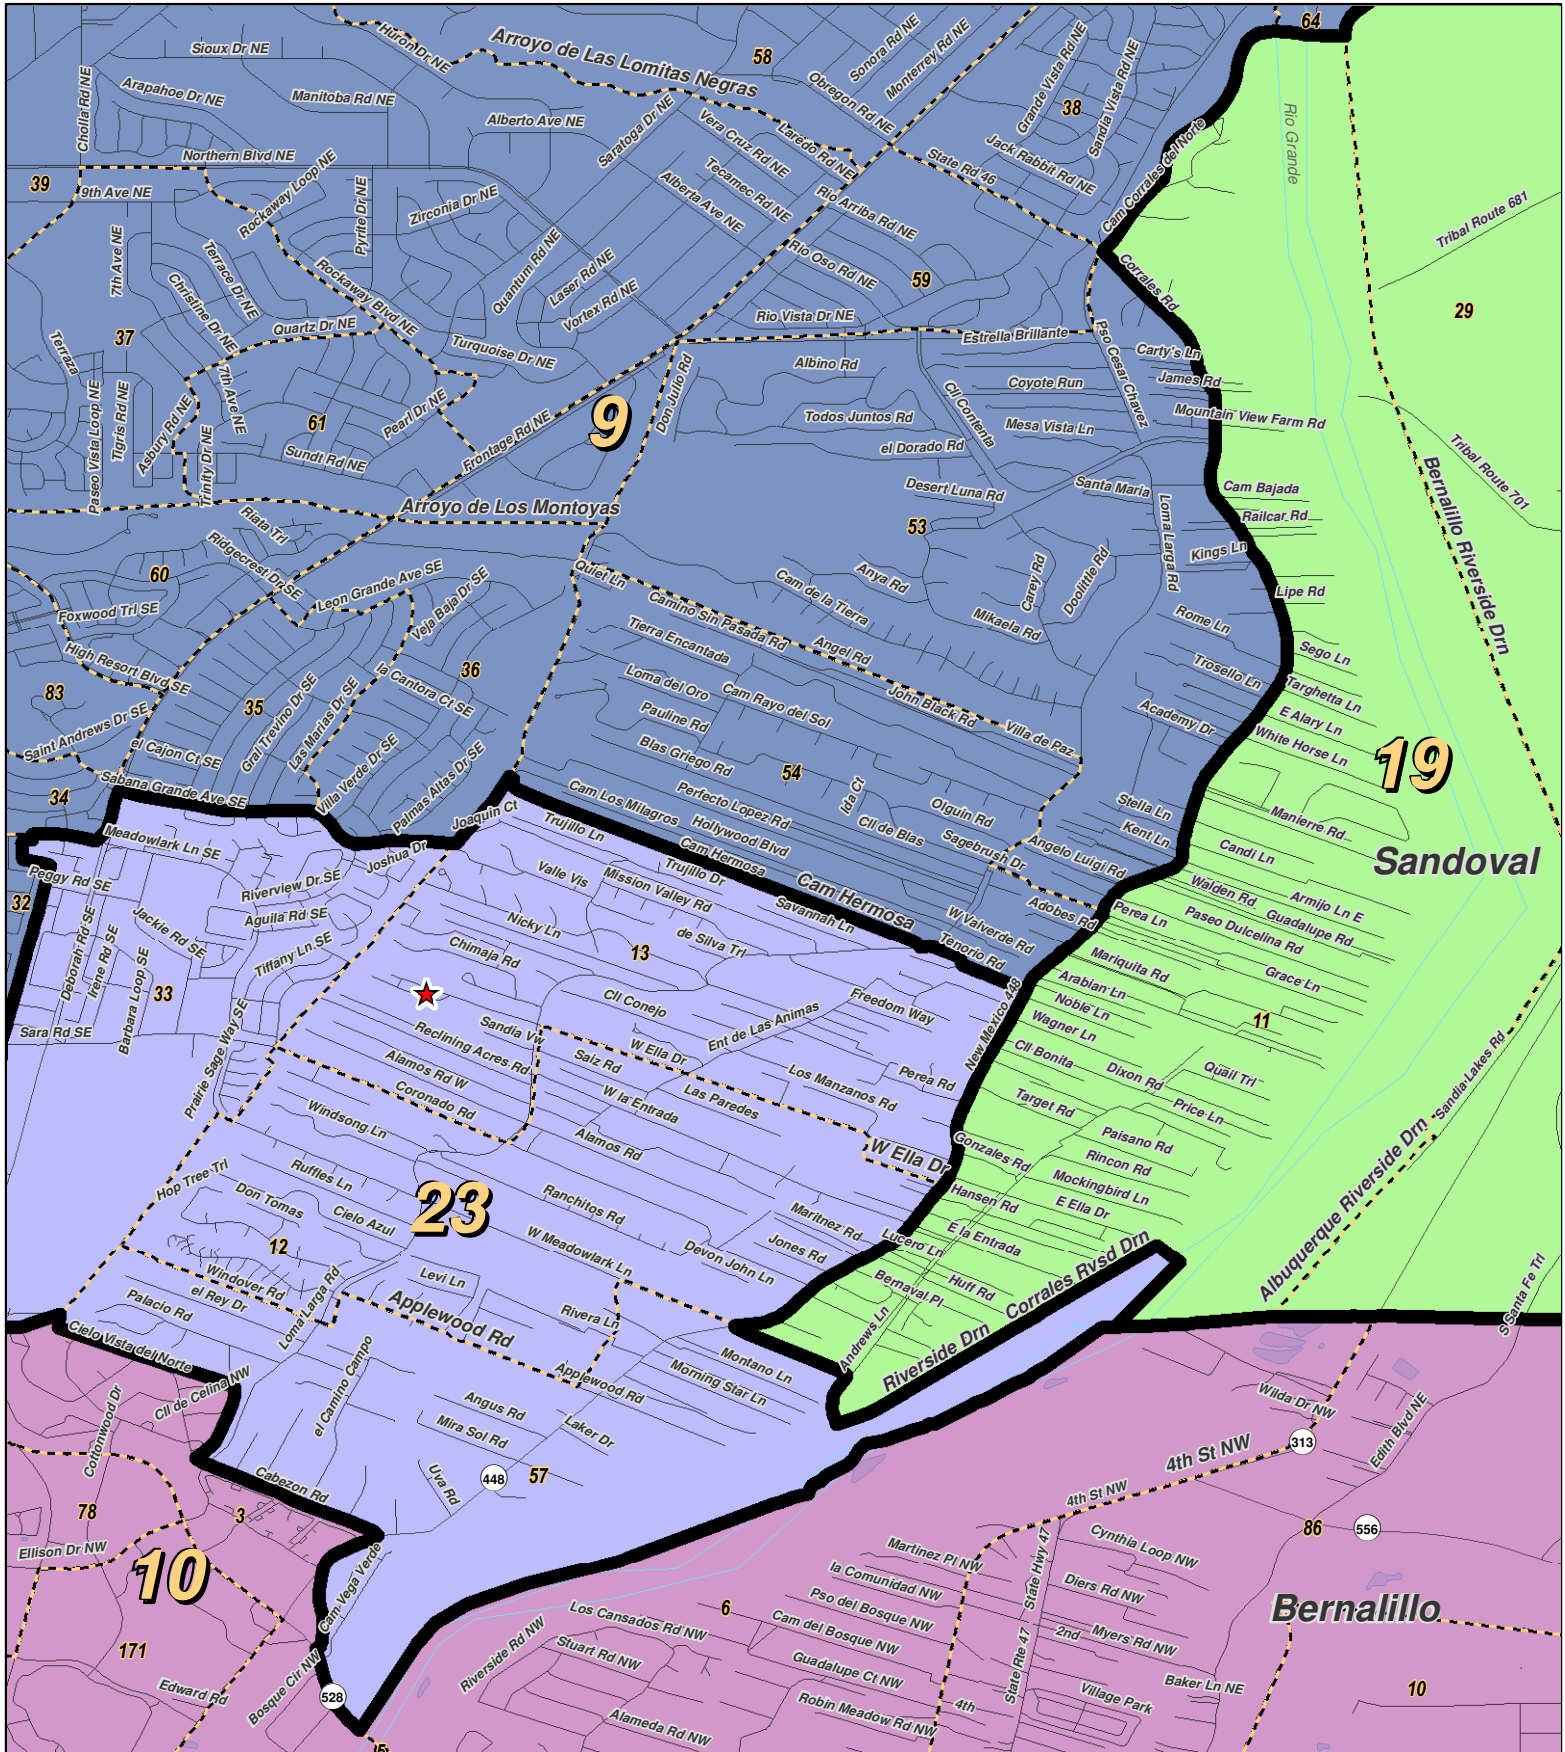 64
Huron Dr NE
Sioux Dr NE
Arroyo de Las Lomitas Negras
58
Sonora Rd NE
Monterrey Rd NE
Grande Vista Rd NE
Sandia Vista Rd NE
Cholla Rd NE
Arapahoe Dr NE
Manitoba Rd NE
Alberto Ave NE
Obregon Rd NE
38
Saratoga Dr NE
Vera Cruz Rd NE
Laredo Rd NE
State Rd 46
Jack Rabbit Rd NE
Cam Corrales del Norte
Rio Grande
Northern Blvd NE
39
9th Ave NE
Rockaway Loop NE
Pyrite Dr NE
Zirconia Dr NE
Tecamec Rd NE
Alberta Ave NE
Rio Arriba Rd NE
Tribal Route 681
7th Ave NE
Terrace Dr NE
Christine Dr NE
Rockaway Blvd NE
Quantum Rd NE
Laser Rd NE
Vortex Rd NE
Rio Oso Rd NE
59
Corrales Rd
29
Terraza
37
Quartz Dr NE
Turquoise Dr NE
Rio Vista Dr NE
Estrella Brillante
Pso Cesar Chavez
Carty's Ln
Don Julio Rd
Albino Rd
Coyote Run
James Rd
Paseo Vista Loop NE
Tigris Rd NE
Asbury Rd NE
7th Ave NE
61
Pearl Dr NE
9
Todos Juntos Rd
Cll Contenta
Mesa Vista Ln
Mountain View Farm Rd
Trinity Dr NE
Sundt Rd NE
Frontage Rd NE
el Dorado Rd
Tribal Route 701
Bernalillo Riverside Drn
Arroyo de Los Montoyas
Desert Luna Rd
Santa Maria
Cam Bajada
Railcar Rd
Riata Trl
53
Loma Larga Rd
Kings Ln
Ridgecrest Dr SE
60
Leon Grande Ave SE
Quiet Ln
Anya Rd
Carey Rd
Doolittle Rd
Lipe Rd
Foxwood Trl SE
Veja Baja Dr SE
Camino Sin Pasada Rd
Cam de la Tierra
Mikaela Rd
Rome Ln
Tierra Encantada
Angel Rd
Sego Ln
High Resort Blvd SE
la Cantora Ct SE
36
Loma del Oro
Cam Rayo del Sol
John Black Rd
Trosello Ln
Targhetta Ln
83
35
Gral Trevino Dr SE
Las Marias Dr SE
Pauline Rd
Villa de Paz
Academy Dr
E Alary Ln
White Horse Ln
Saint Andrews Dr SE
el Cajon Ct SE
Blas Griego Rd
54
19
34
Sabana Grande Ave SE
Villa Verde Dr SE
Palmas Altas Dr SE
Cam Los Milagros
Perfecto Lopez Rd
Ida Ct
Olguin Rd
Stella Ln
Manierre Rd
Joaquin Ct
Trujillo Ln
Hollywood Blvd
Cll de Blas
Sagebrush Dr
Kent Ln
Meadowlark Ln SE
Joshua Dr
Cam Hermosa
Angelo Luigi Rd
Candi Ln
Sandoval
Peggy Rd SE
Riverview Dr SE
Valle Vis
Trujillo Dr
Mission Valley Rd
Cam Hermosa
Walden Rd
Armijo Ln E
32
Aguila Rd SE
Savannah Ln
Adobes Rd
Perea Ln
Guadalupe Rd
Paseo Dulcelina Rd
Deborah Rd SE
Irene Rd SE
Jackie Rd SE
Nicky Ln
W Valverde Rd
Tiffany Ln SE
Chimaja Rd
13
de Silva Trl
Tenorio Rd
Mariquita Rd
Grace Ln
Barbara Loop SE
33
Arabian Ln
Cll Conejo
Freedom Way
New Mexico 448
Noble Ln
11
Sara Rd SE
Sandia Vw
Ent de Las Animas
Wagner Ln
Prairie Sage Way SE
Reclining Acres Rd
W Ella Dr
Cll Bonita
Alamos Rd W
Saiz Rd
Los Manzanos Rd
Perea Rd
Dixon Rd
Quail Trl
Sandia Lakes Rd
Coronado Rd
W la Entrada
Las Paredes
Target Rd
Price Ln
Windsong Ln
Alamos Rd
W Ella Dr
Gonzales Rd
Paisano Rd
Rincon Rd
Hop Tree Trl
Ruffles Ln
Mockingbird Ln
Albuquerque Riverside Drn
Don Tomas
23
Ranchitos Rd
Hansen Rd
E Ella Dr
Cielo Azul
Maritnez Rd
12
W Meadowlark Ln
Jones Rd
Lucero Ln
E la Entrada
Corrales Rvsd Drn
Windover Rd
Loma Larga Rd
Levi Ln
Devon John Ln
Bernaval Pl
Huff Rd
S Santa Fe Trl
el Rey Dr
Palacio Rd
Applewood Rd
Rivera Ln
Andrews Ln
Riverside Drn
Cielo Vista del Norte
el Camino Campo
Montano Ln
Cll de Celina NW
Applewood Rd
Morning Star Ln
Cottonwood Dr
Angus Rd
Wilda Dr NW
Edith Blvd NE
Mira Sol Rd
Laker Dr
313
4th St NW
Cabezon Rd
Uva Rd
448
57
78
3
4th St NW
86
556
Ellison Dr NW
10
Cam Vega Verde
Martinez Pl NW
State Hwy 47
Cynthia Loop NW
la Comunidad NW
Diers Rd NW
Pso del Bosque NW
Bernalillo
Los Cansados Rd NW
6
Cam del Bosque NW
2nd
Myers Rd NW
171
Riverside Rd NW
Stuart Rd NW
Guadalupe Ct NW
State Rte 47
Baker Ln NE
Edward Rd
Bosque Cir NW
528
Robin Meadow Rd NW
4th
Village Park
10
Alameda Rd NW